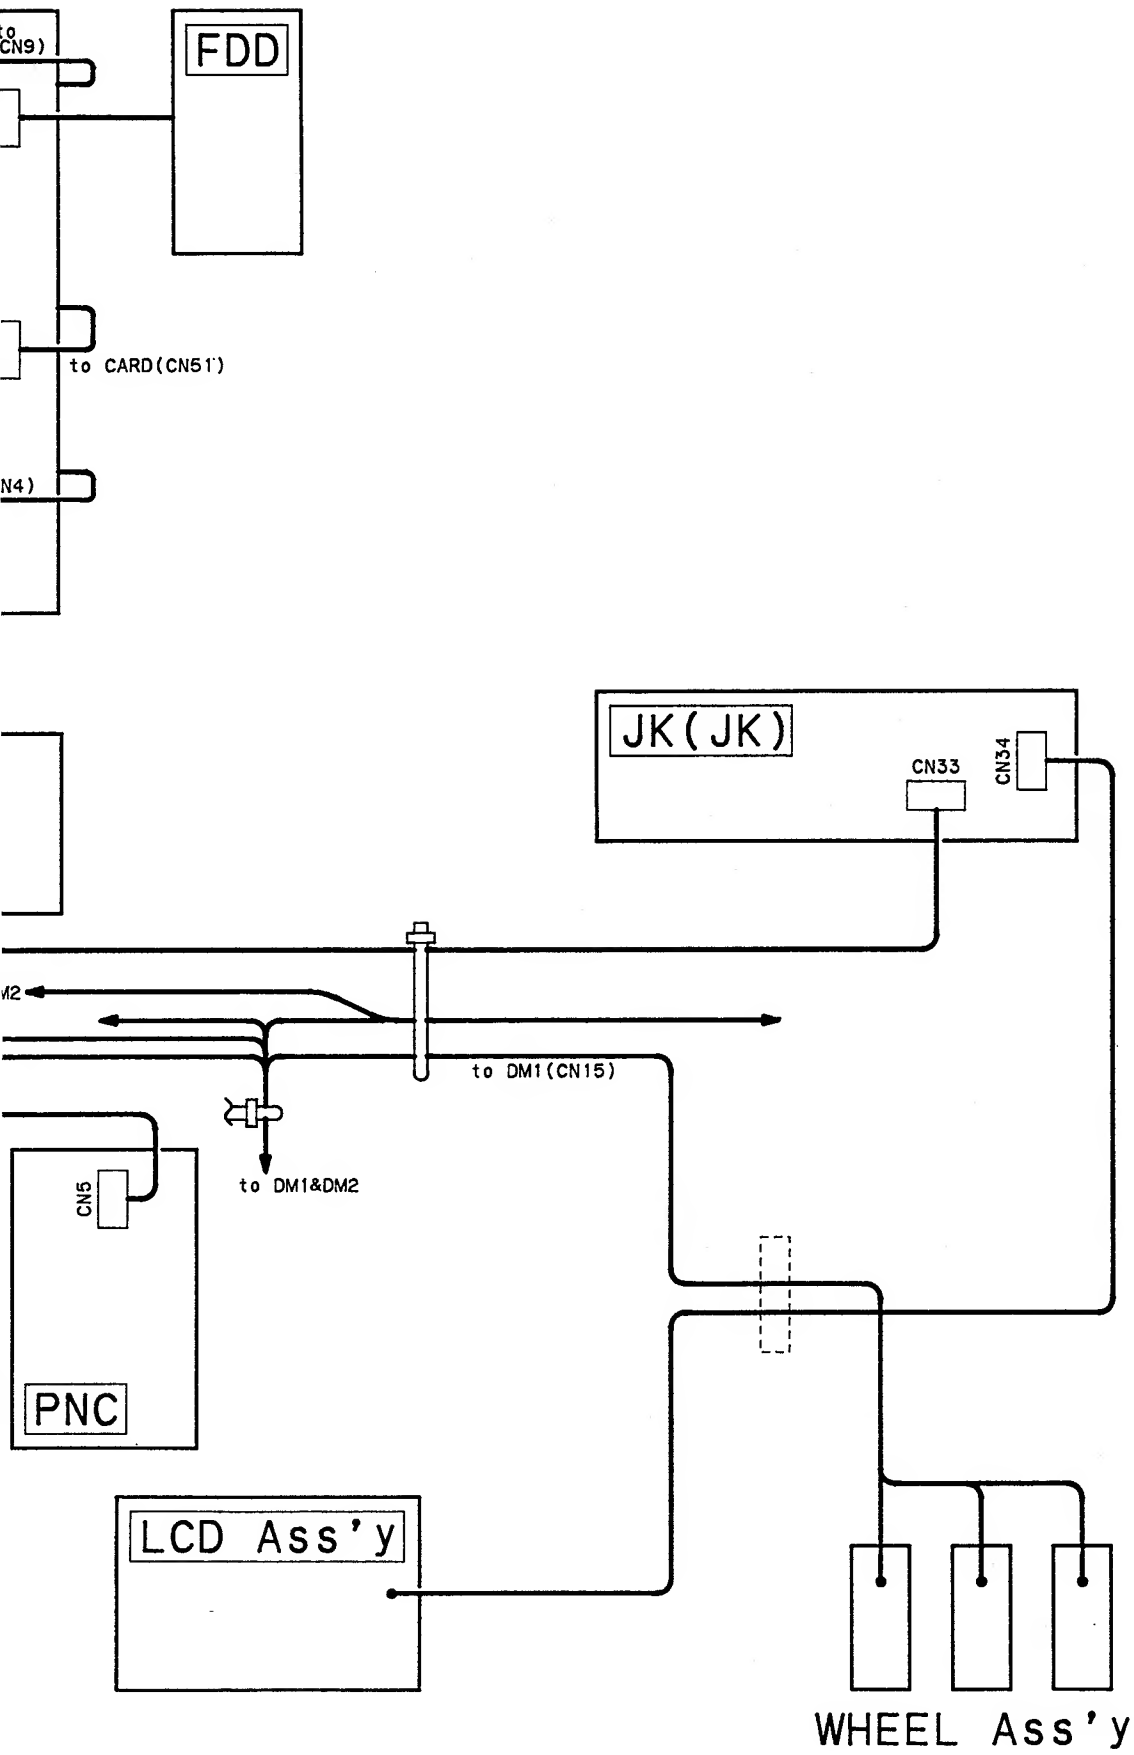 to
CN9)
FDD
to CARD(CN51)
N4)
JK(JK)
CN33
CN34
M2
to DM1(CN15)
to DM1&DM2
CN5
PNC
LCD Ass'y
WHEEL Ass'y